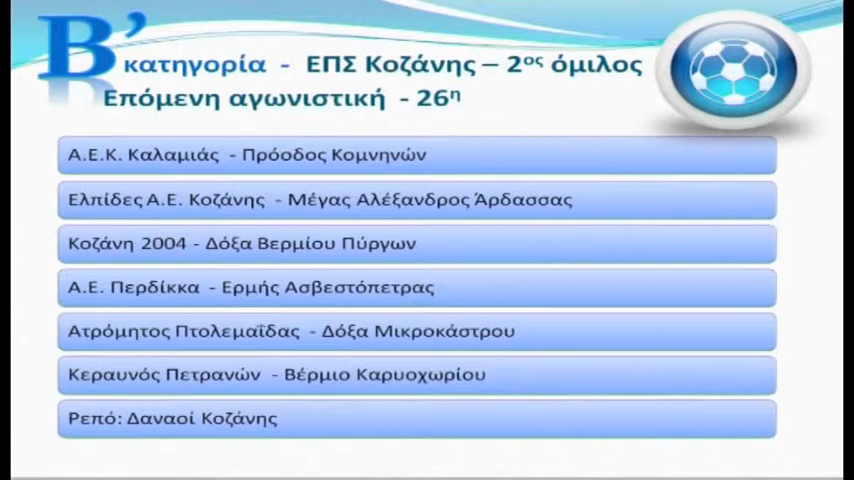 Β’ κατηγορία - ΕΠΣ Κοζάνης – 2ος όμιλος
Επόμενη αγωνιστική - 26η
Α.Ε.Κ. Καλαμιάς - Πρόοδος Κομνηνών
Ελπίδες Α.Ε. Κοζάνης - Μέγας Αλέξανδρος Άρδασσας
Κοζάνη 2004 - Δόξα Βερμίου Πύργων
Α.Ε. Περδίκκα - Ερμής Ασβεστόπετρας
Ατρόμητος Πτολεμαΐδας - Δόξα Μικροκάστρου
Κεραυνός Πετρανών - Βέρμιο Καρυοχωρίου
Ρεπό: Δαναοί Κοζάνης